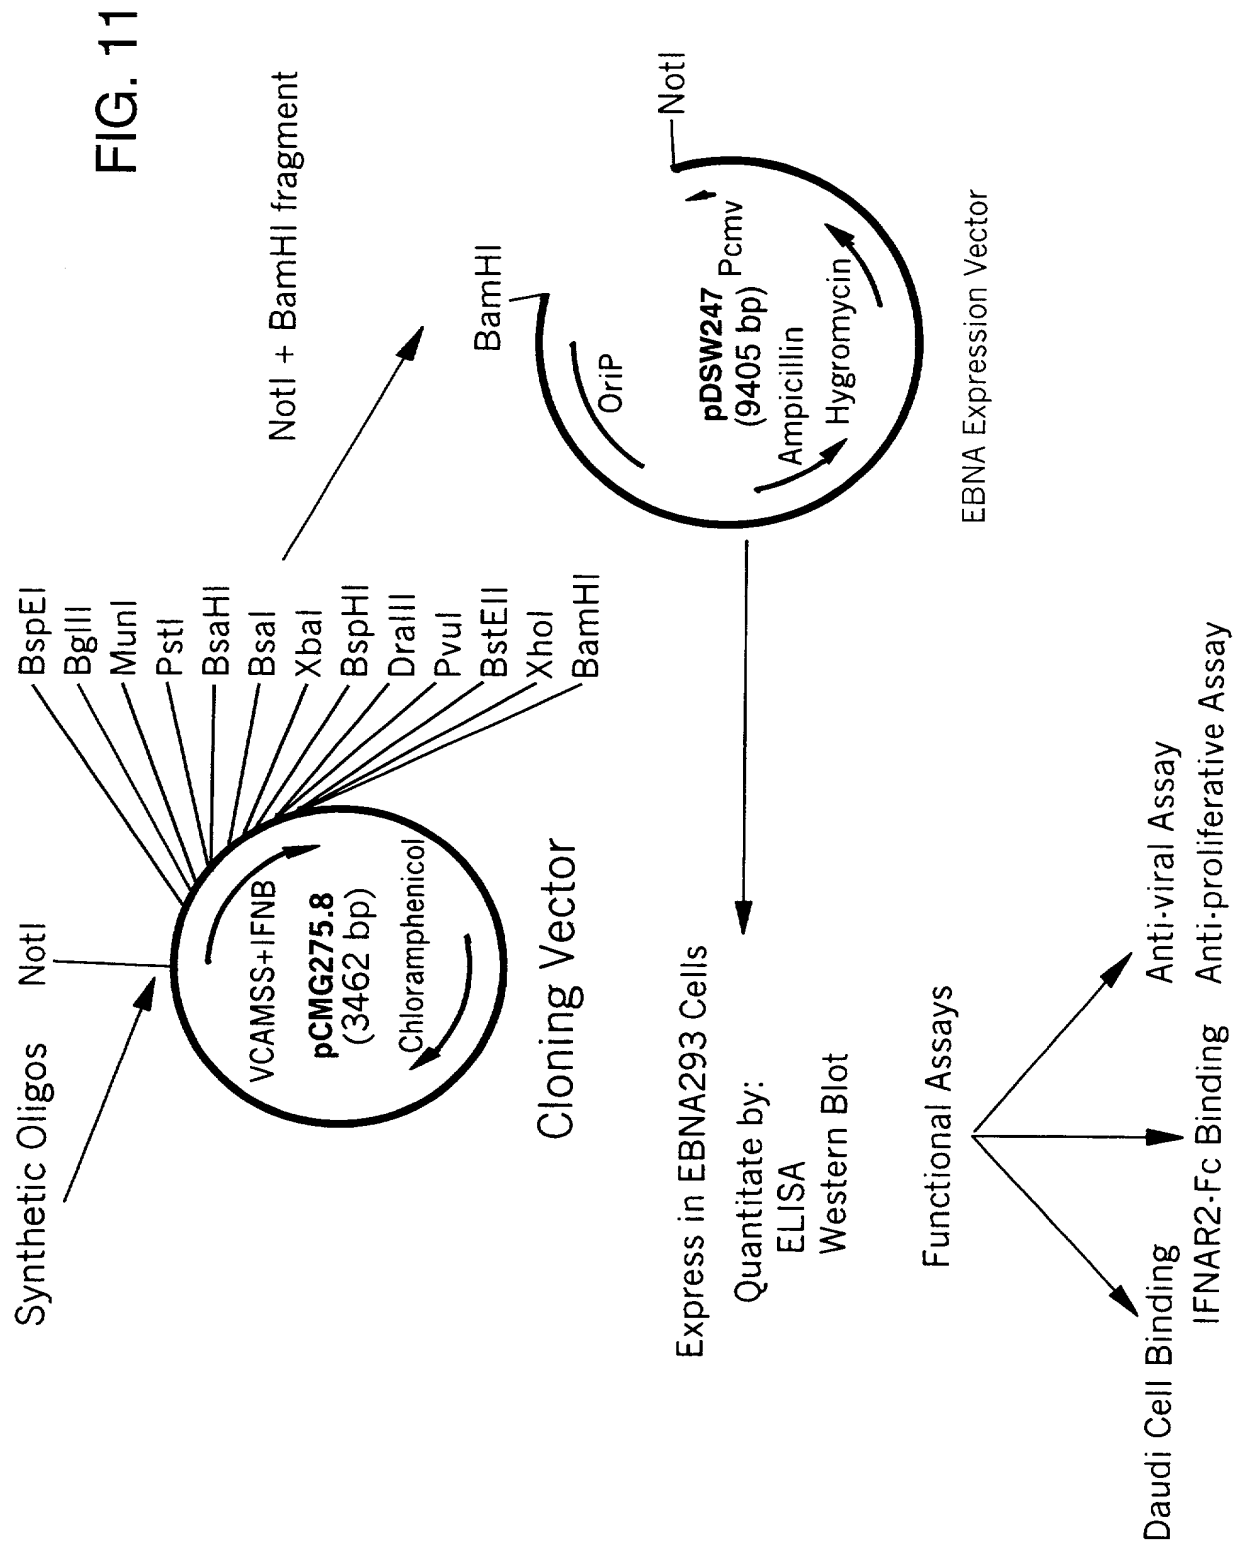 FIG. 11
Synthetic Oligos
NotI
BspEI
BglII
MunI
PstI
BsaHI
BsaI
XbaI
BspHI
DraIII
PvuI
BstEII
XhoI
BamHI
VCAMSS+IFNB
pCMG275.8
(3462 bp)
Chloramphenicol
Cloning Vector
NotI + BamHI fragment
BamHI
NotI
OriP
Pcmv
pDSW247
(9405 bp)
Ampicillin
Hygromycin
EBNA Expression Vector
Express in EBNA293 Cells
Quantitate by:
ELISA
Western Blot
Functional Assays
Daudi Cell Binding
IFNAR2-Fc Binding
Anti-viral Assay
Anti-proliferative Assay